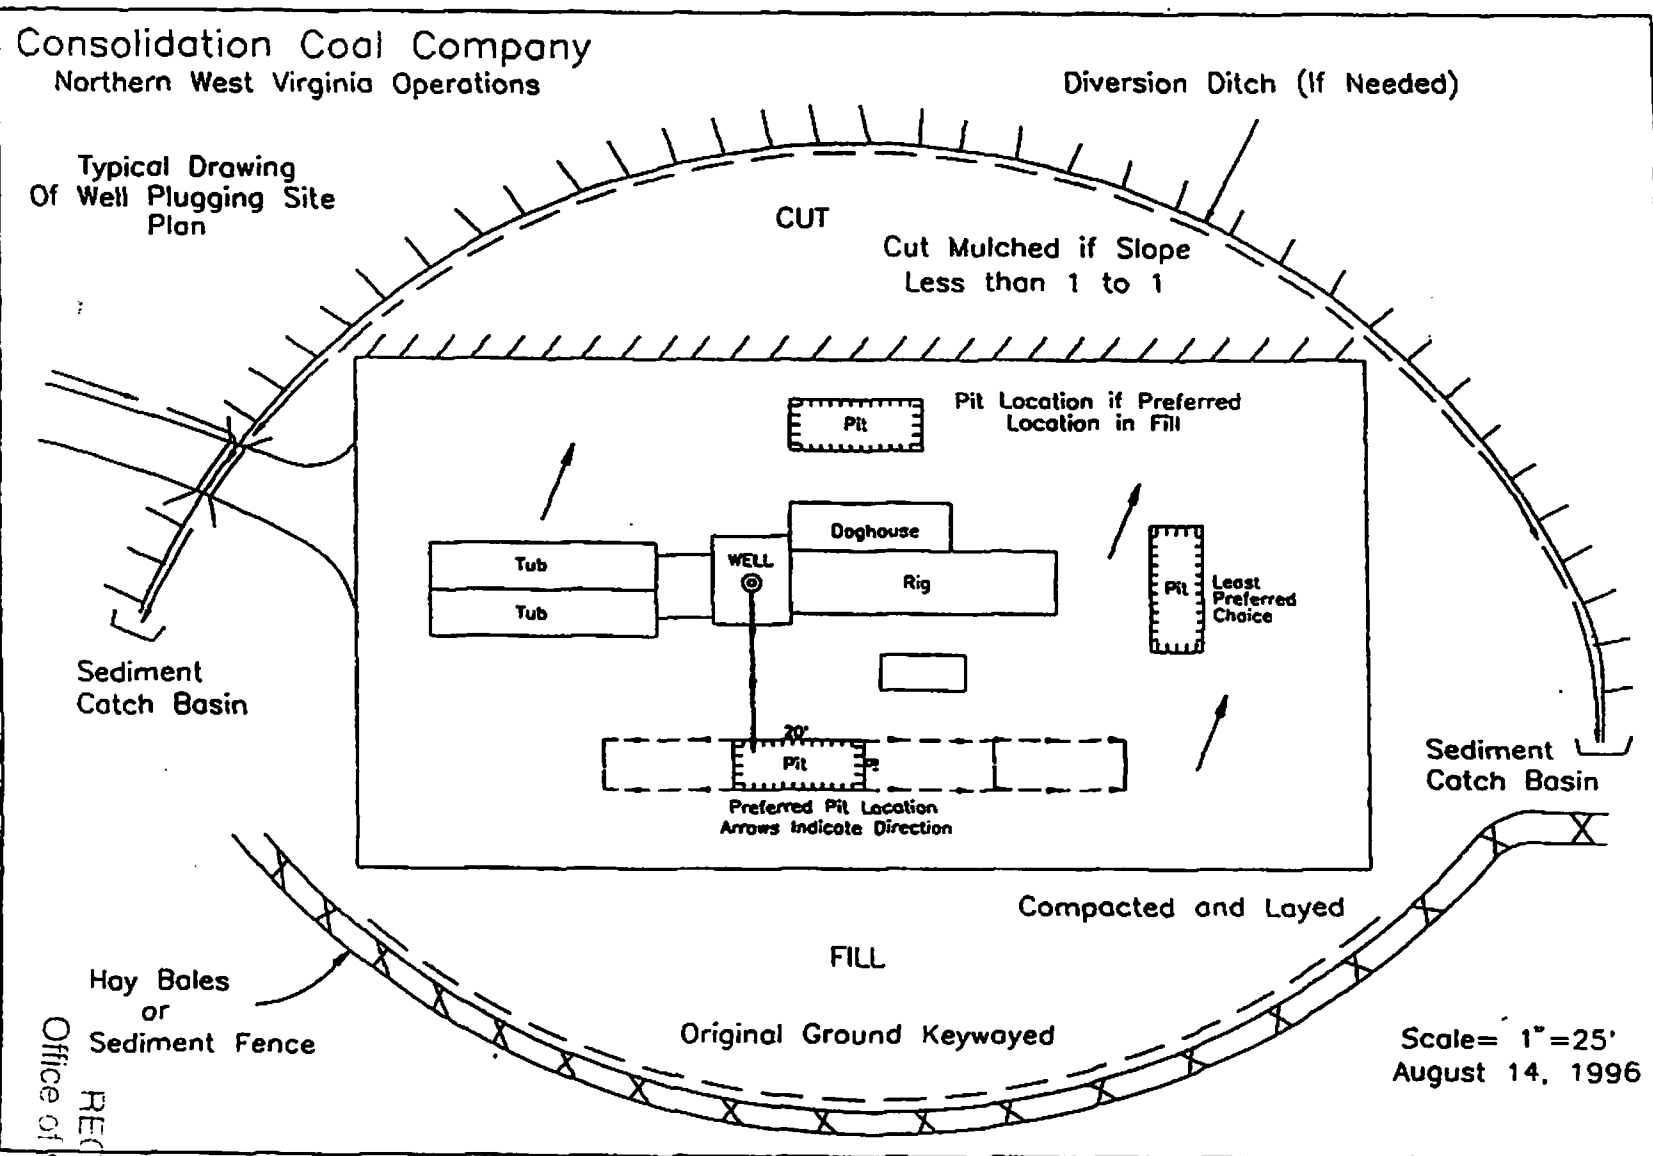 Consolidation Coal Company
Northern West Virginia Operations
Diversion Ditch (If Needed)
Typical Drawing
Of Well Plugging Site
Plan
CUT
Cut Mulched if Slope
Less than 1 to 1
Pit
Pit Location if Preferred
Location in Fill
Doghouse
Tub
WELL
Rig
Tub
Pit
Least
Preferred
Choice
Sediment
Catch Basin
20'
Pit
Preferred Pit Location
Arrows Indicate Direction
Sediment
Catch Basin
Compacted and Layed
FILL
Hay Bales
or
Sediment Fence
Original Ground Keywayed
Scale= 1"=25'
August 14, 1996
Office of